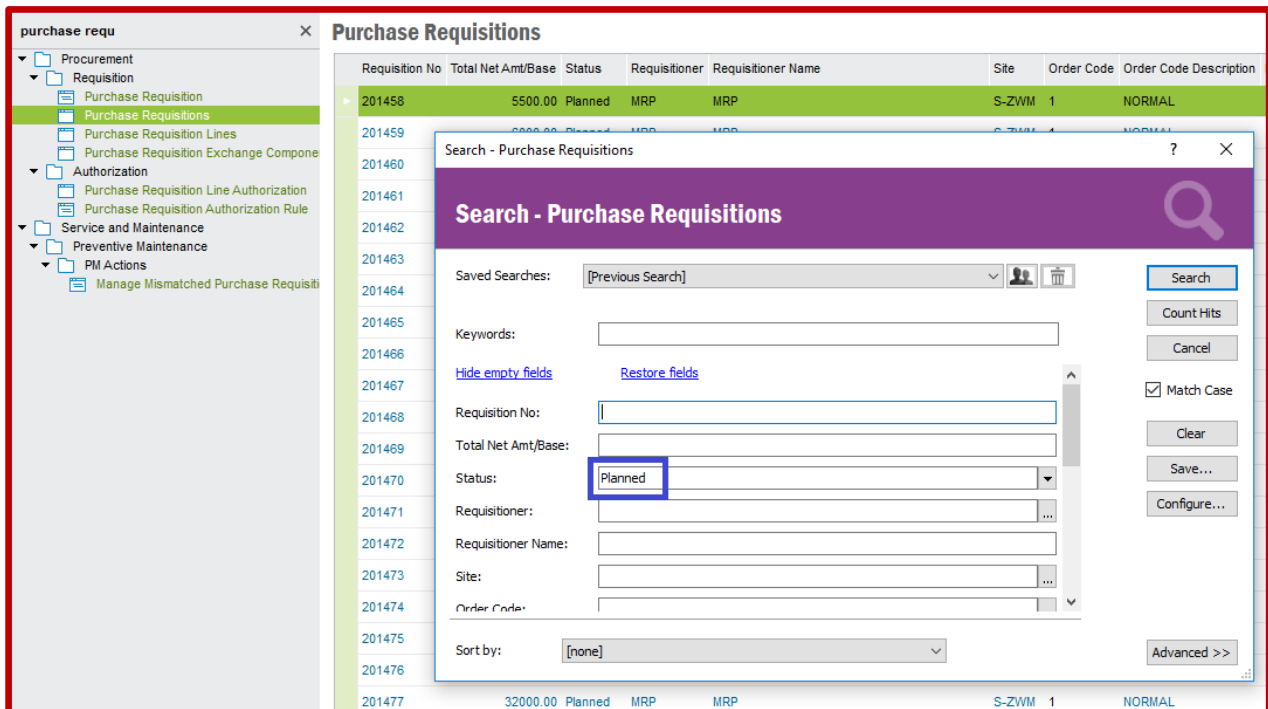 purchase requ
Procurement
Requisition
Purchase Requisition
Purchase Requisitions
Purchase Requisition Lines
Purchase Requisition Exchange Compone
Authorization
Purchase Requisition Line Authorization
Purchase Requisition Authorization Rule
Service and Maintenance
Preventive Maintenance
PM Actions
Manage Mismatched Purchase Requisiti
Purchase Requisitions
Requisition No Total Net Amt/Base Status Requisitioner Requisitioner Name Site Order Code Order Code Description
201458 5500.00 Planned MRP MRP S-ZWM 1 NORMAL
201459
201460
201461
201462
201463
201464
201465
201466
201467
201468
201469
201470
201471
201472
201473
201474
201475
201476
201477 32000.00 Planned MRP MRP S-ZWM 1 NORMAL
Search - Purchase Requisitions ?
Search - Purchase Requisitions
Saved Searches: [Previous Search]
Search
Count Hits
Keywords:
Cancel
Hide empty fields Restore fields
Match Case
Requisition No:
Clear
Total Net Amt/Base:
Save...
Status: Planned
Configure...
Requisitioner: ...
Requisitioner Name:
Site: ...
Order Code:
Sort by: [none]
Advanced >>